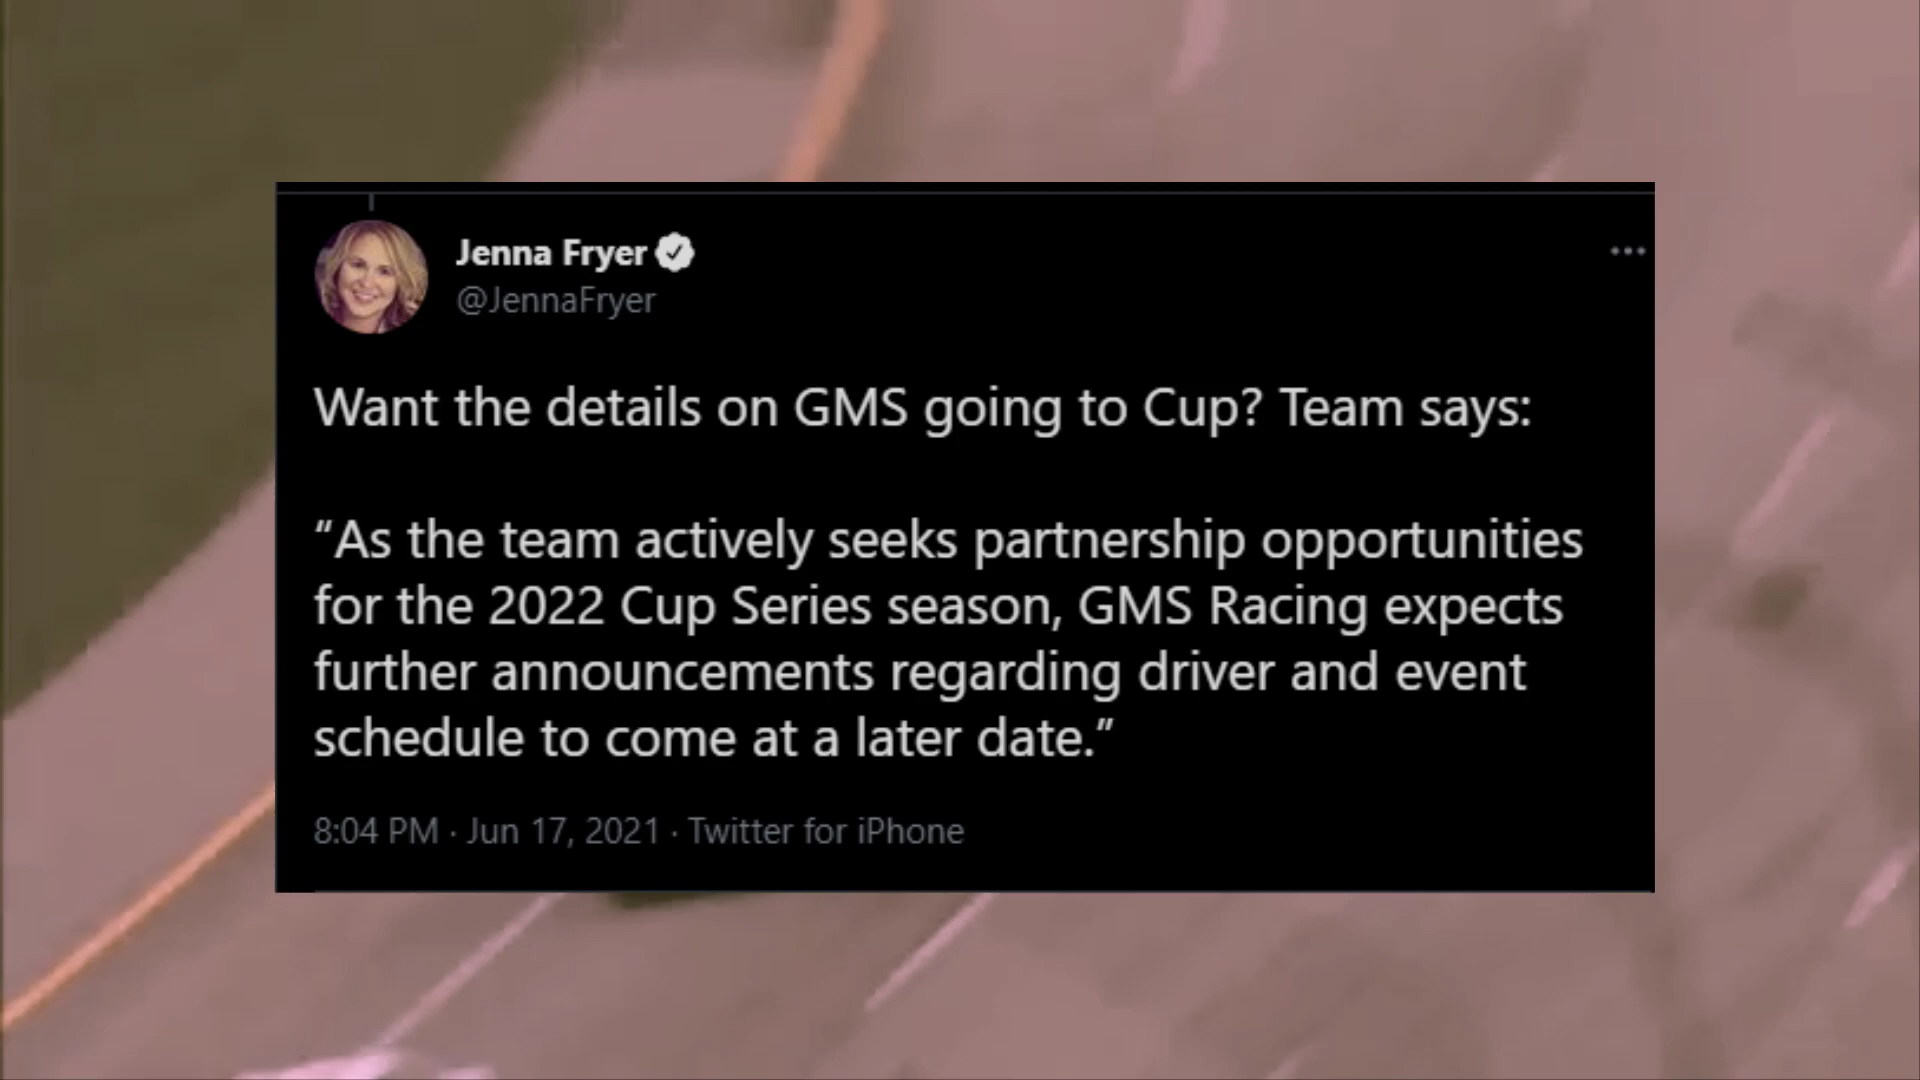 Jenna Fryer
@JennaFryer
Want the details on GMS going to Cup? Team says:
“As the team actively seeks partnership opportunities
for the 2022 Cup Series season, GMS Racing expects
further announcements regarding driver and event
schedule to come at a later date.”
8:04 PM · Jun 17, 2021 · Twitter for iPhone